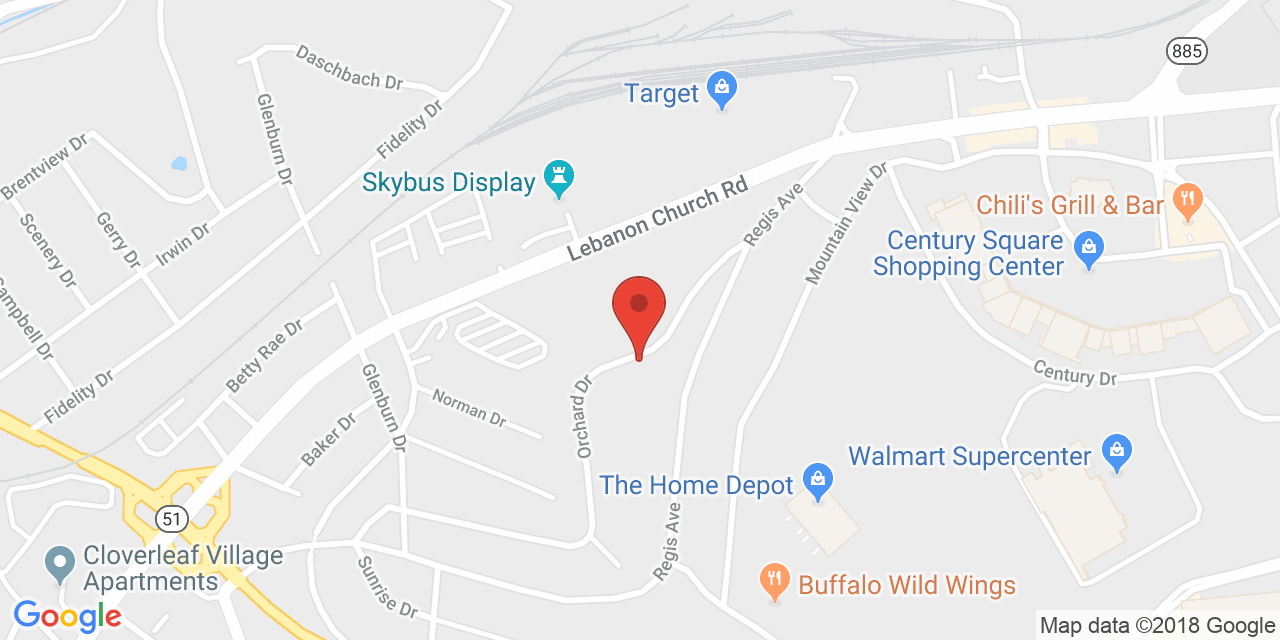 885
Daschbach Dr
Target
Glenburn Dr
Fidelity Dr
Brentview Dr
Skybus Display
Lebanon Church Rd
Regis Ave
Mountain View Dr
Chili's Grill & Bar
Gerry Dr
Irwin Dr
Scenery Dr
Century Square
Shopping Center
Campbell Dr
Betty Rae Dr
Glenburn Dr
Fidelity Dr
Norman Dr
Orchard Dr
Century Dr
Baker Dr
Walmart Supercenter
The Home Depot
51
Regis Ave
Cloverleaf Village
Apartments
Sunrise Dr
Buffalo Wild Wings
Google
Map data ©2018 Google